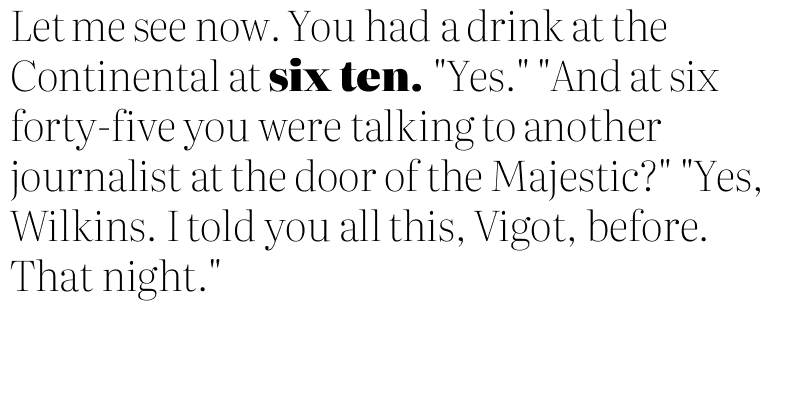 Let me see now. You had a drink at the
Continental at six ten. "Yes." "And at six
forty-five you were talking to another
journalist at the door of the Majestic?" "Yes,
Wilkins. I told you all this, Vigot, before.
That night."